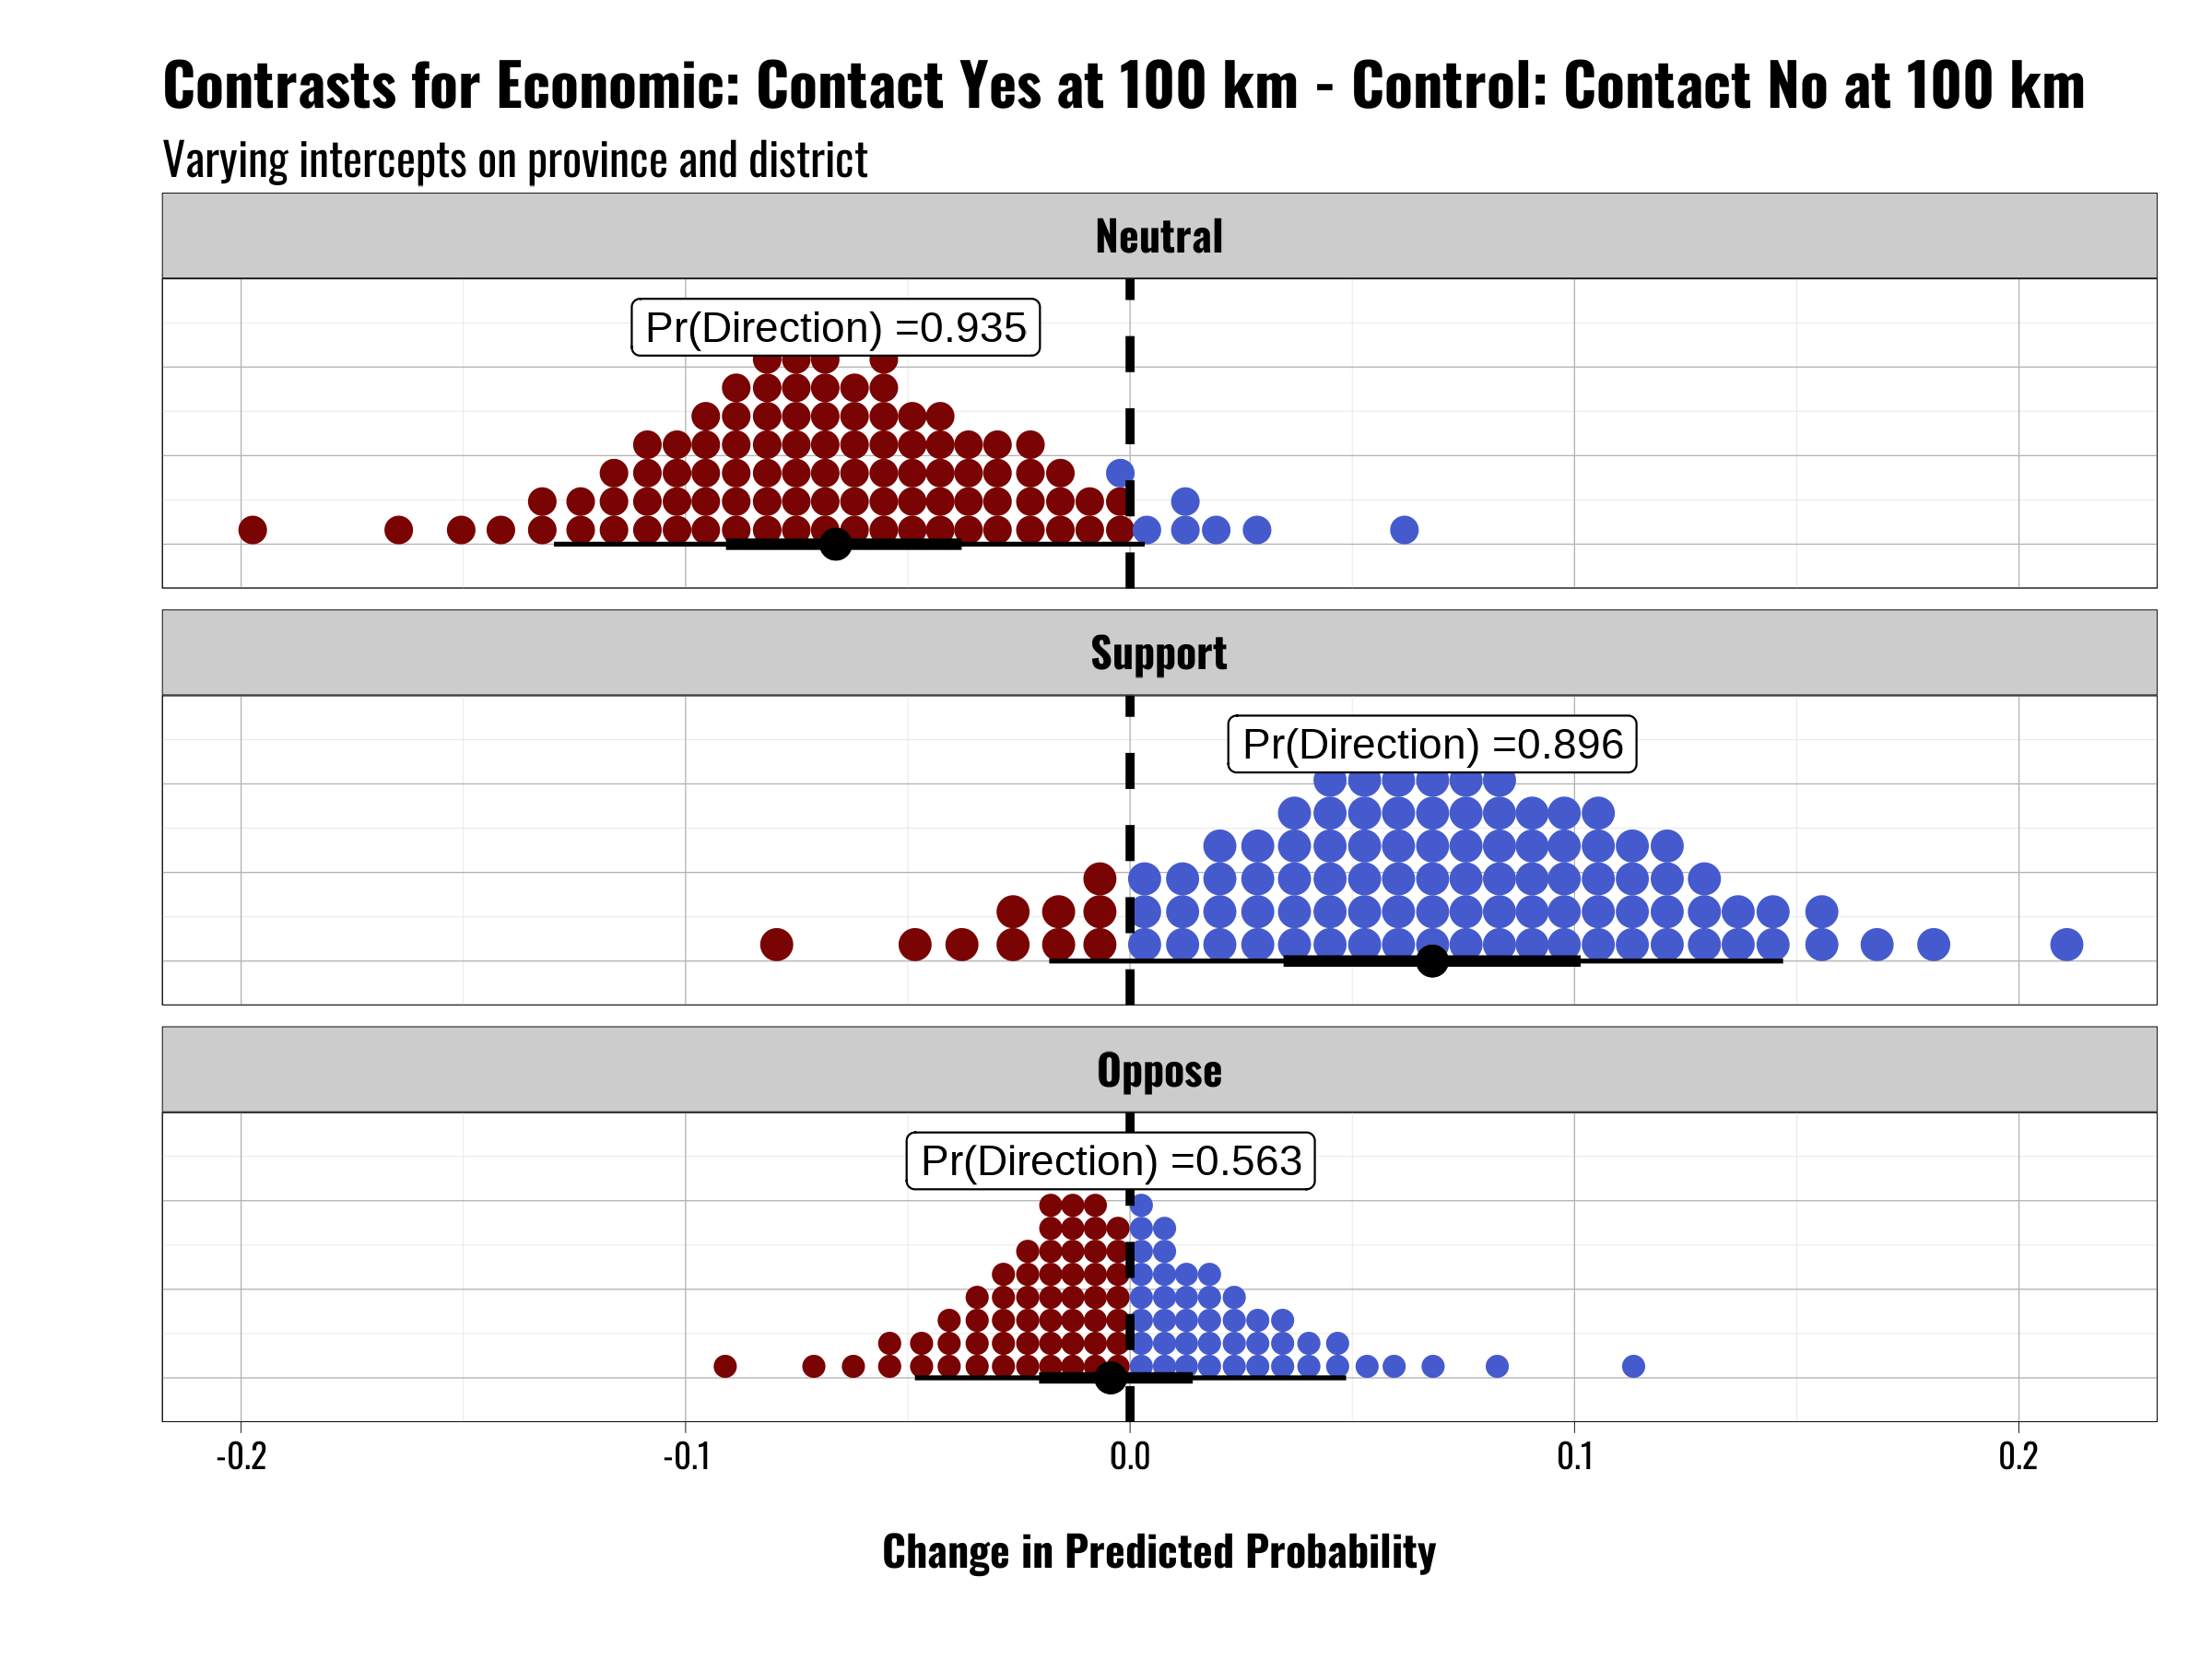 Contrasts for Economic: Contact Yes at 100 km - Control: Contact No at 100 km
Varying intercepts on province and district
Neutral
Pr(Direction) =0.935
Support
Pr(Direction) =0.896
Oppose
Pr(Direction) =0.563
-0.2 -0.1 0.0 0.1 0.2
Change in Predicted Probability